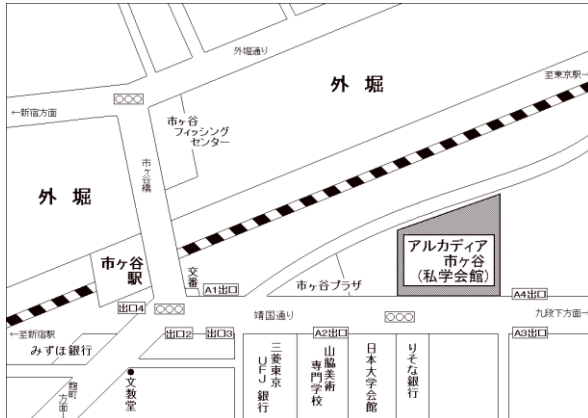 外堀通り
外 堀
至東京駅→
←新宿方面
市ヶ谷
フィッシング
センター
市ヶ谷橋
外 堀
市ヶ谷
駅
交番
A1出口
市ヶ谷プラザ
アルカディア
市ヶ谷
(私学会館)
A4出口
出口4
靖国通り
九段下方面→
←至新宿駅
出口2
出口3
A2出口
A3出口
みずほ銀行
麹町
方面
文教堂
三菱東京
UFJ銀行
山脇美術
専門学校
日本大学会館
りそな銀行